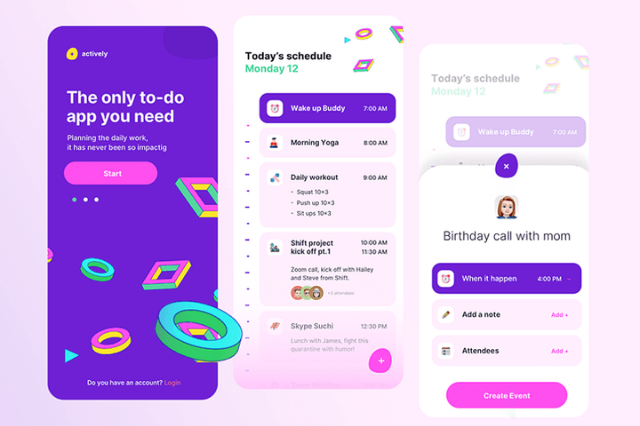 actively
The only to-do
app you need
Planning the daily work,
it has never been so impactig
Start
Do you have an account? Login
Today's schedule
Monday 12
Wake up Buddy 7:00 AM
Morning Yoga 8:00 AM
Daily workout 9:00 AM
- Squat 10×3
- Push up 10×3
- Sit ups 10×3
Shift project 10:00 AM
kick off pt.1 11:30 AM
Zoom call, kick off with Hailey
and Steve from Shift.
Skype Suchi 12:30 PM
Lunch with James, fight this
quarantine with humor!
+
Today's schedule
Monday 12
Wake up Buddy 7:00 AM
×
Birthday call with mom
When it happen 4:00 PM
Add a note Add +
Attendees Add +
Create Event